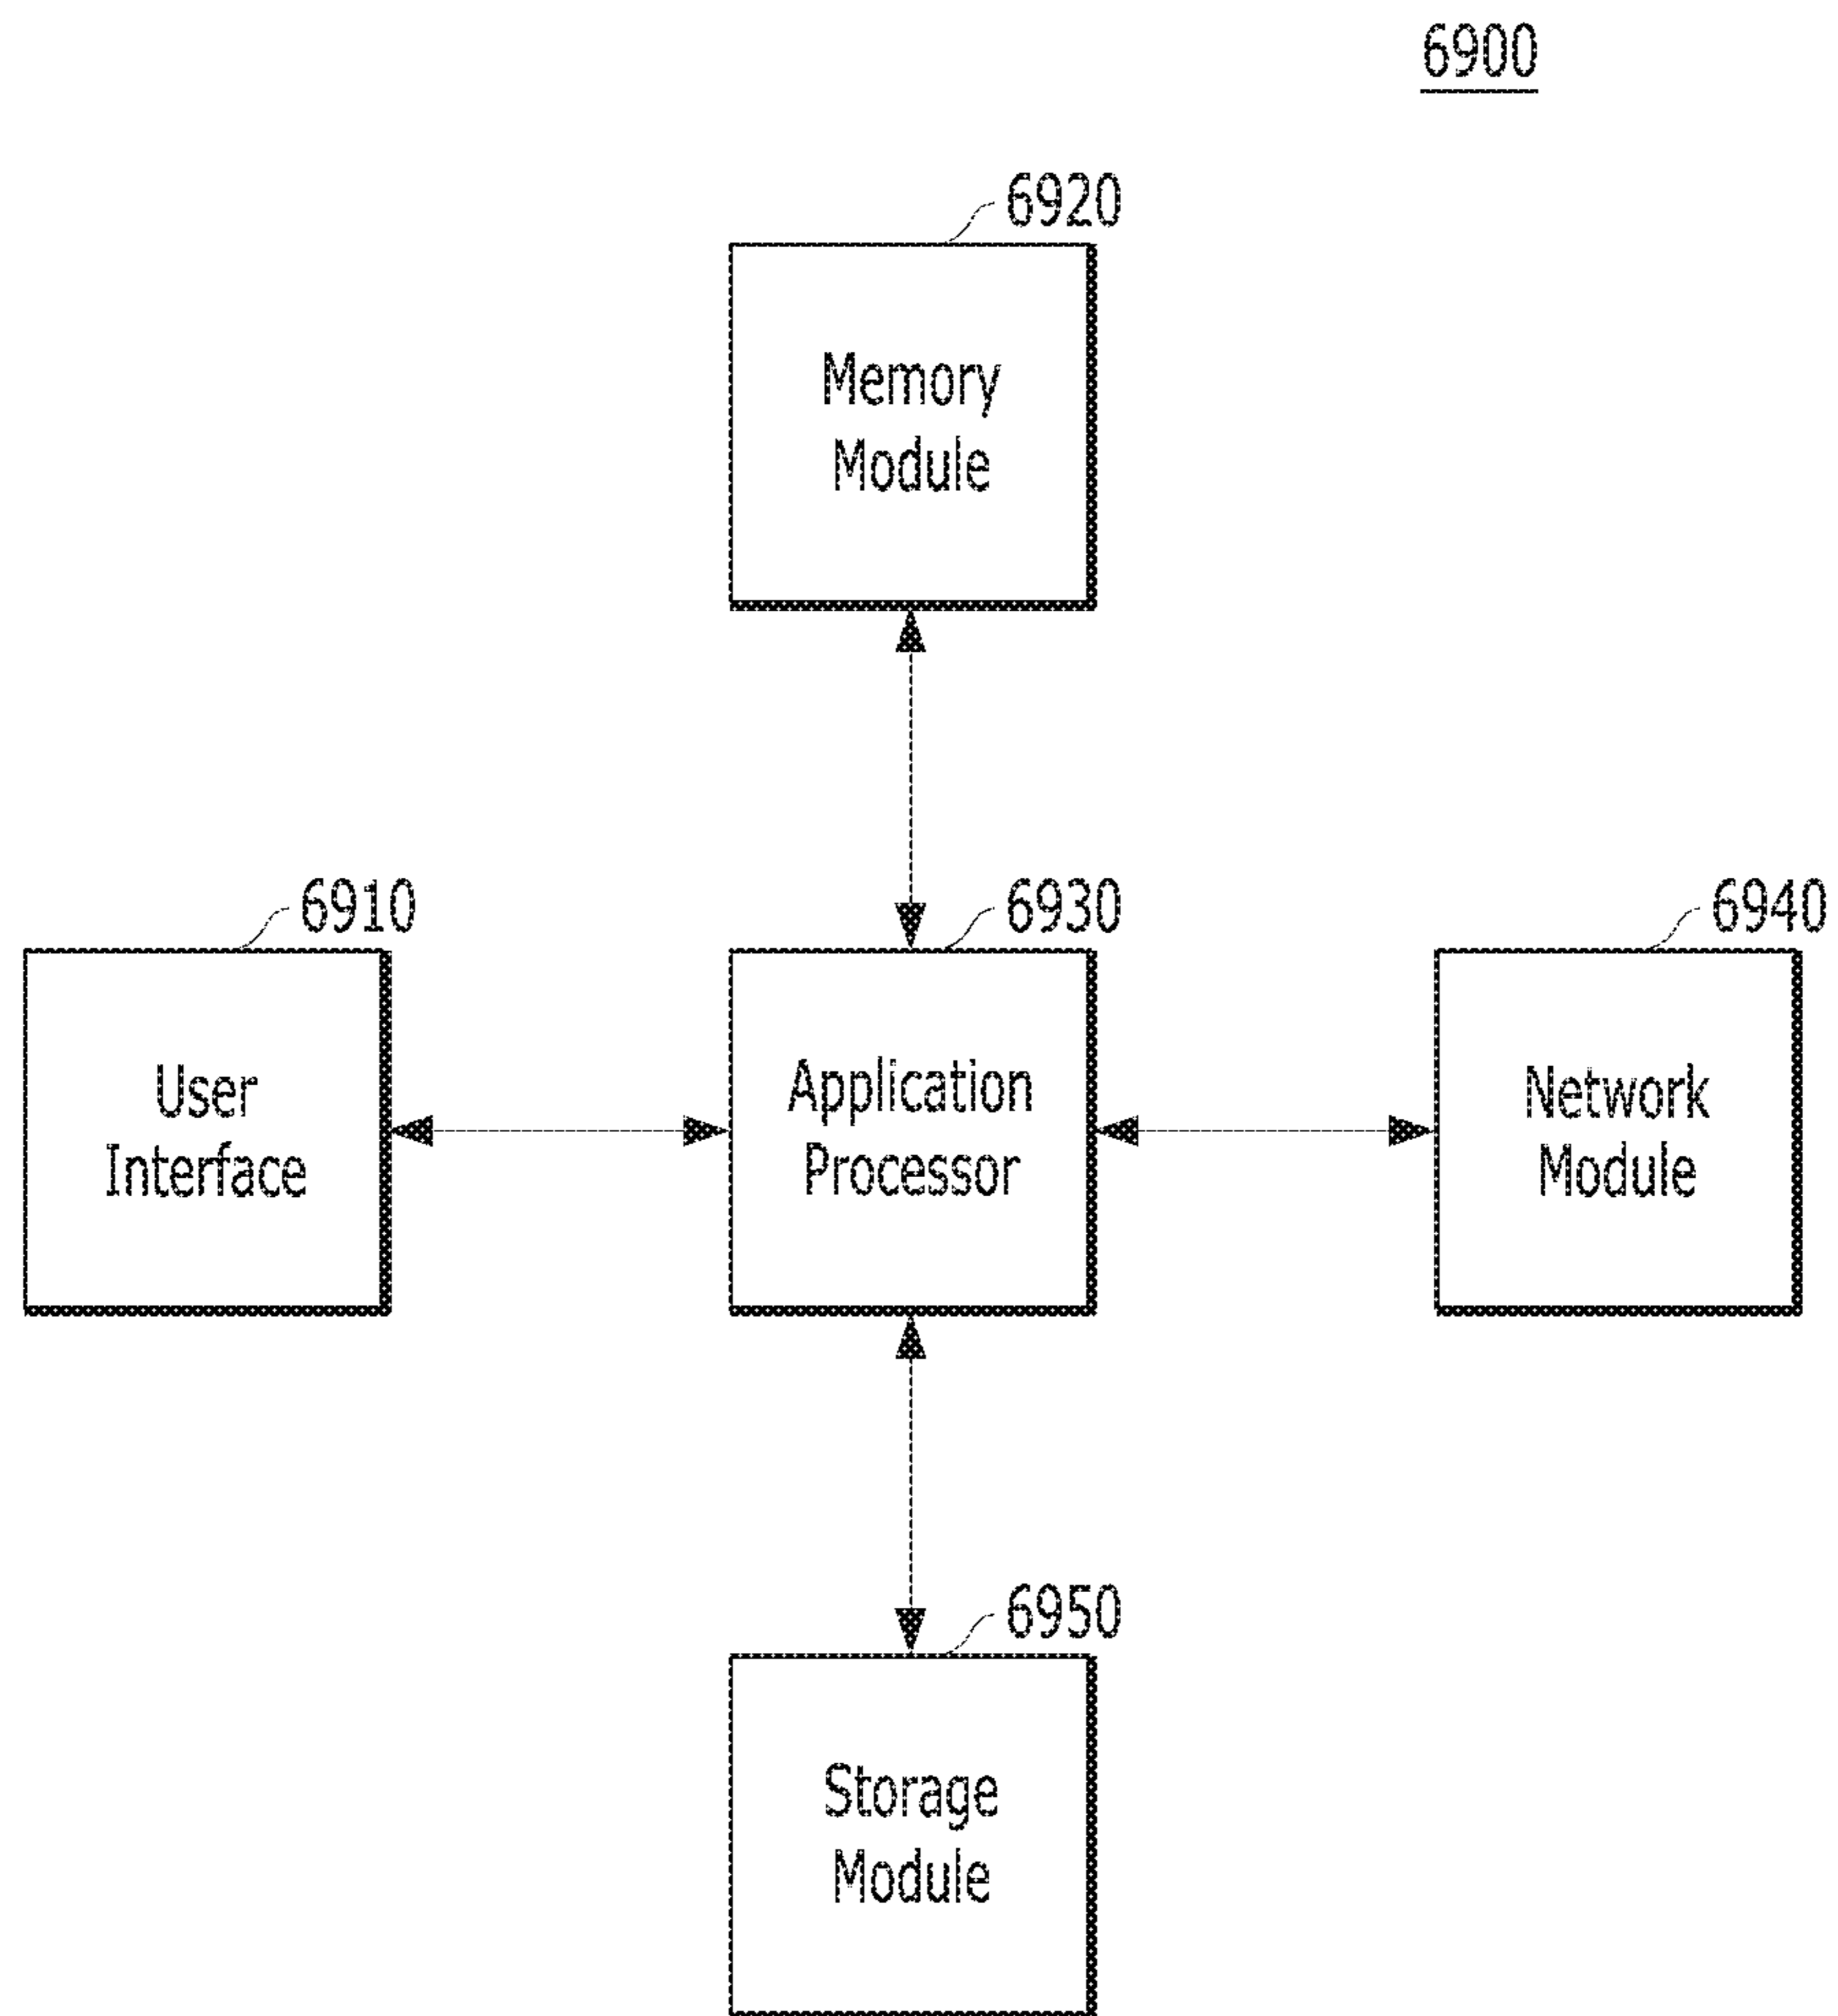 6900
6920
Memory
Module
6910
6930
6940
User
Interface
Application
Processor
Network
Module
6950
Storage
Module